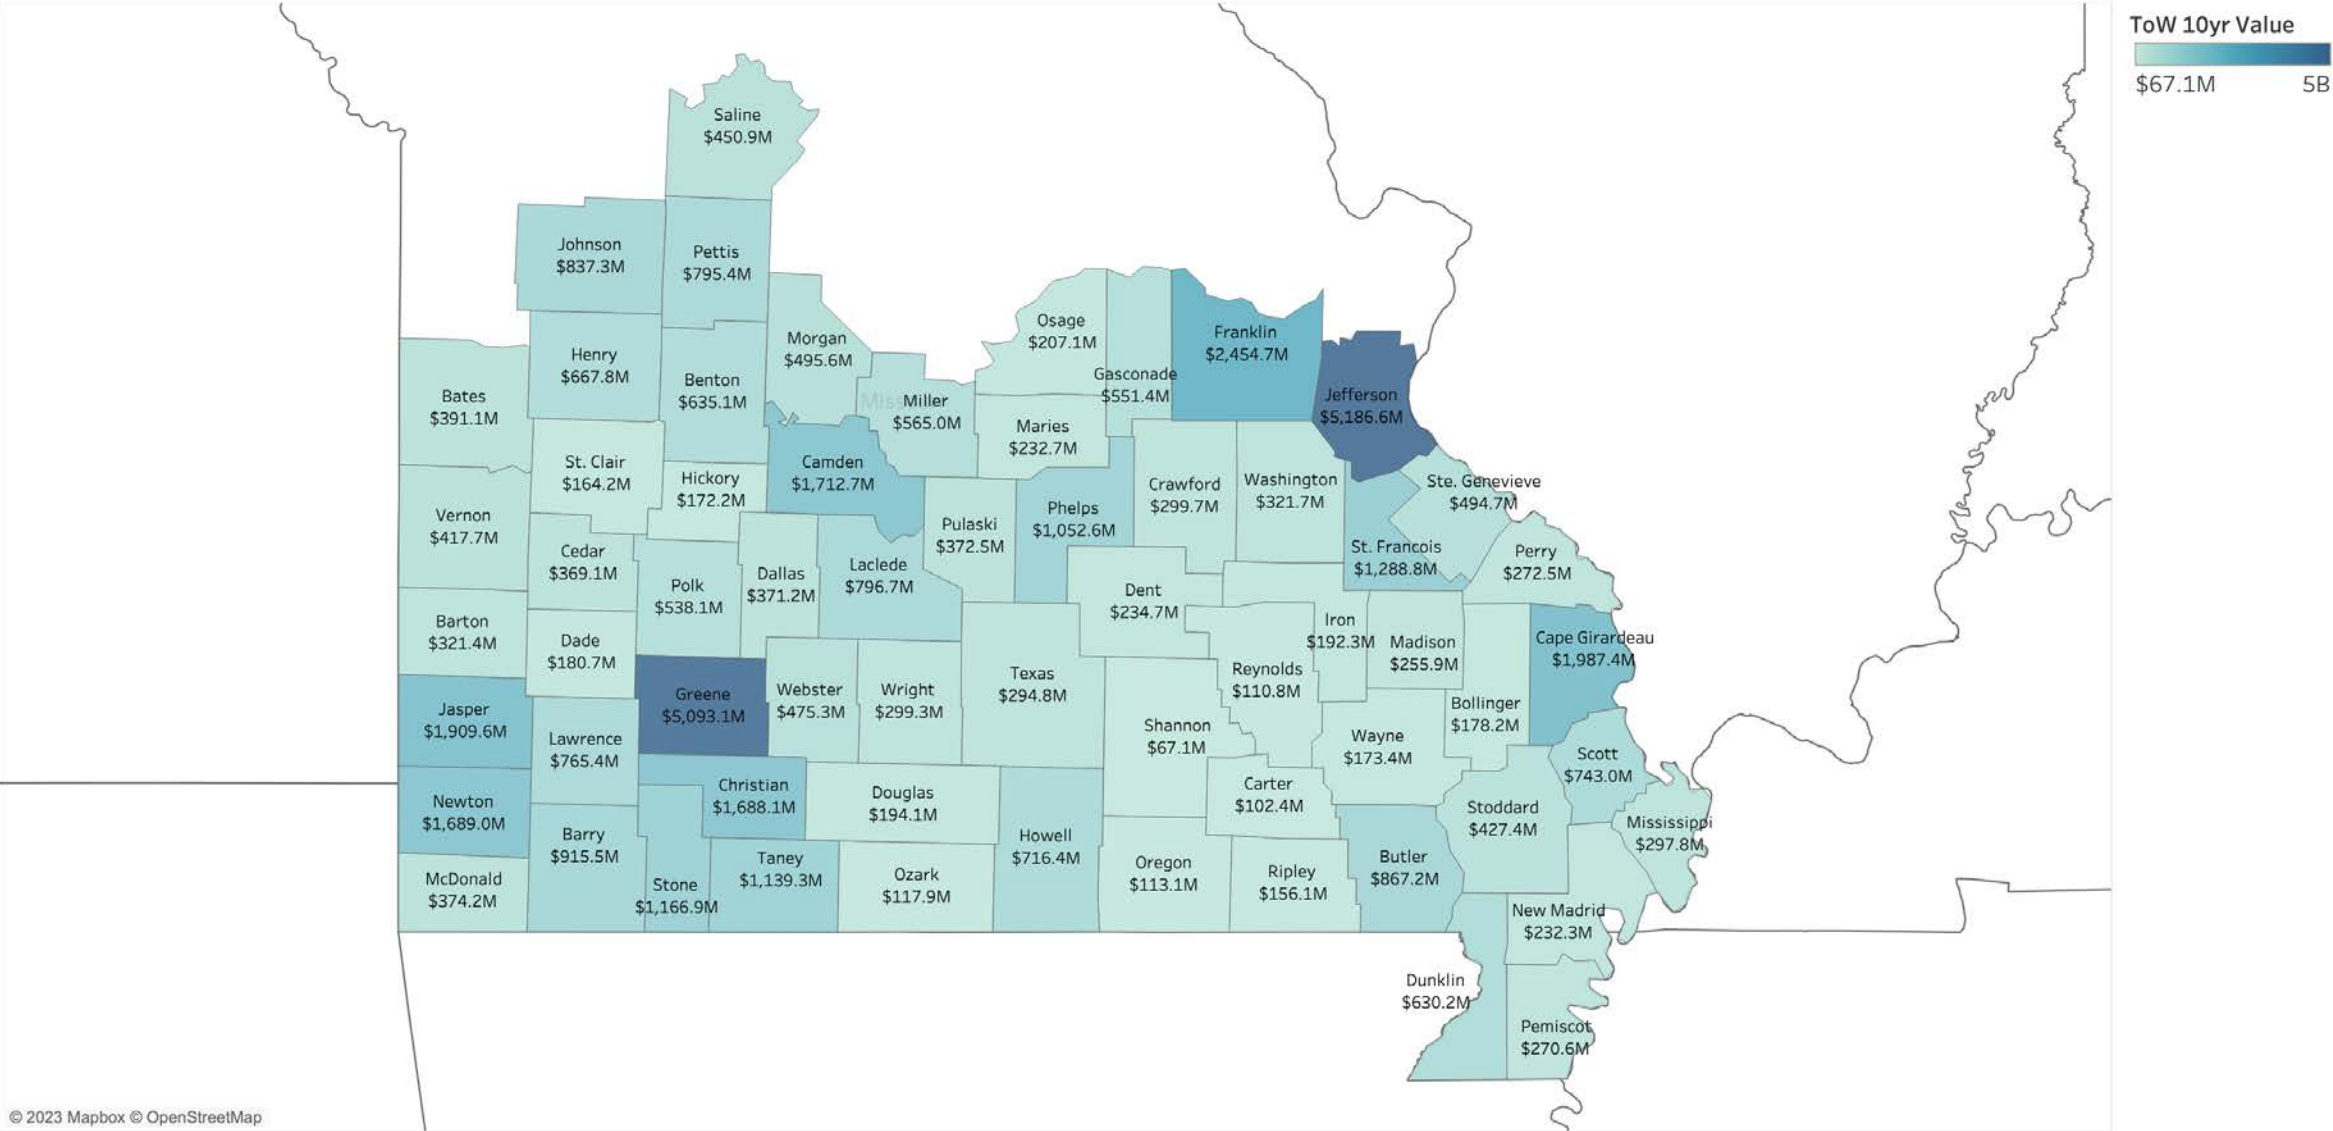 ToW 10yr Value
$67.1M
5B
Saline
$450.9M
Johnson
$837.3M
Pettis
$795.4M
Morgan
$495.6M
Osage
$207.1M
Franklin
$2,454.7M
Henry
$667.8M
Benton
$635.1M
Gasconade
$551.4M
Jefferson
$5,186.6M
Bates
$391.1M
Miller
$565.0M
Maries
$232.7M
St. Clair
$164.2M
Hickory
$172.2M
Camden
$1,712.7M
Crawford
$299.7M
Washington
$321.7M
Ste. Genevieve
$494.7M
Vernon
$417.7M
Pulaski
$372.5M
Phelps
$1,052.6M
Cedar
$369.1M
Polk
$538.1M
Dallas
$371.2M
Laclede
$796.7M
St. Francois
$1,288.8M
Perry
$272.5M
Dent
$234.7M
Barton
$321.4M
Dade
$180.7M
Iron
$192.3M
Madison
$255.9M
Cape Girardeau
$1,987.4M
Greene
$5,093.1M
Webster
$475.3M
Wright
$299.3M
Texas
$294.8M
Reynolds
$110.8M
Jasper
$1,909.6M
Lawrence
$765.4M
Shannon
$67.1M
Wayne
$173.4M
Bollinger
$178.2M
Scott
$743.0M
Newton
$1,689.0M
Christian
$1,688.1M
Douglas
$194.1M
Carter
$102.4M
Stoddard
$427.4M
Mississippi
$297.8M
Barry
$915.5M
Howell
$716.4M
McDonald
$374.2M
Stone
$1,166.9M
Taney
$1,139.3M
Ozark
$117.9M
Oregon
$113.1M
Ripley
$156.1M
Butler
$867.2M
New Madrid
$232.3M
Dunklin
$630.2M
Pemiscot
$270.6M
© 2023 Mapbox © OpenStreetMap